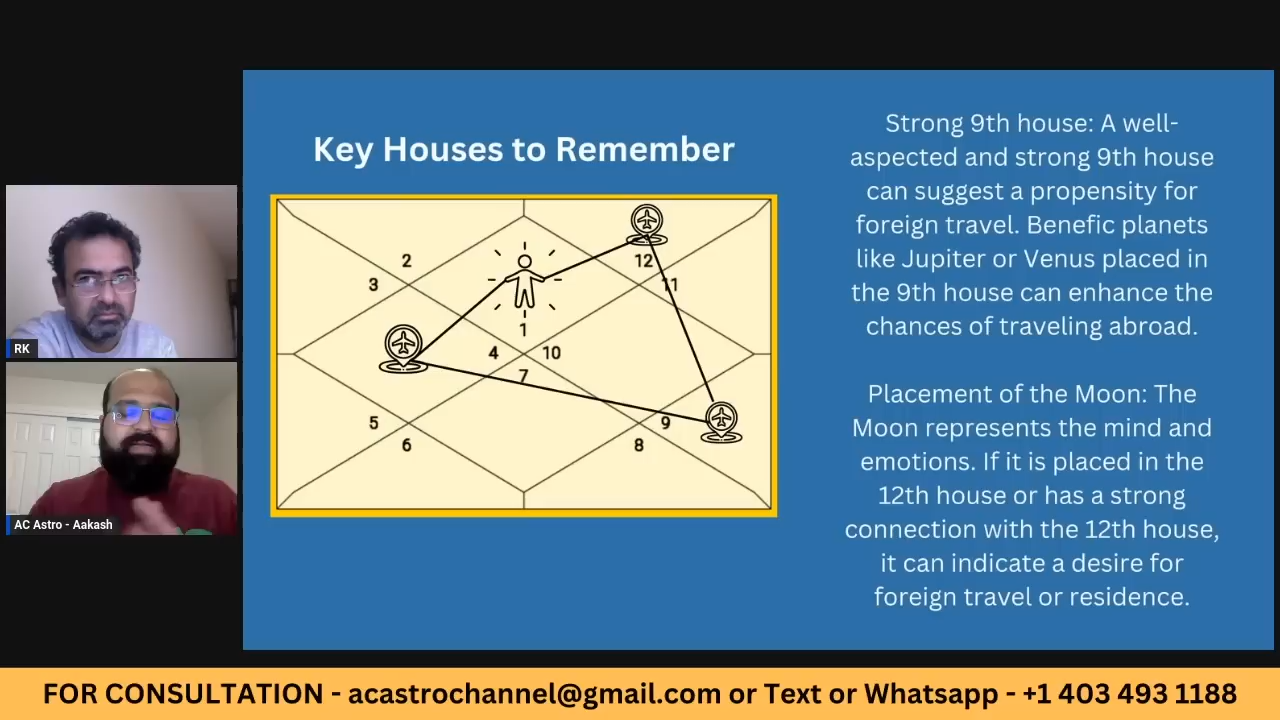 Key Houses to Remember
2
12
3
11
1
4
10
7
5
9
6
8
Strong 9th house: A well-
aspected and strong 9th house
can suggest a propensity for
foreign travel. Benefic planets
like Jupiter or Venus placed in
the 9th house can enhance the
chances of traveling abroad.
Placement of the Moon: The
Moon represents the mind and
emotions. If it is placed in the
12th house or has a strong
connection with the 12th house,
it can indicate a desire for
foreign travel or residence.
RK
AC Astro - Aakash
FOR CONSULTATION - acastrochannel@gmail.com or Text or Whatsapp - +1 403 493 1188